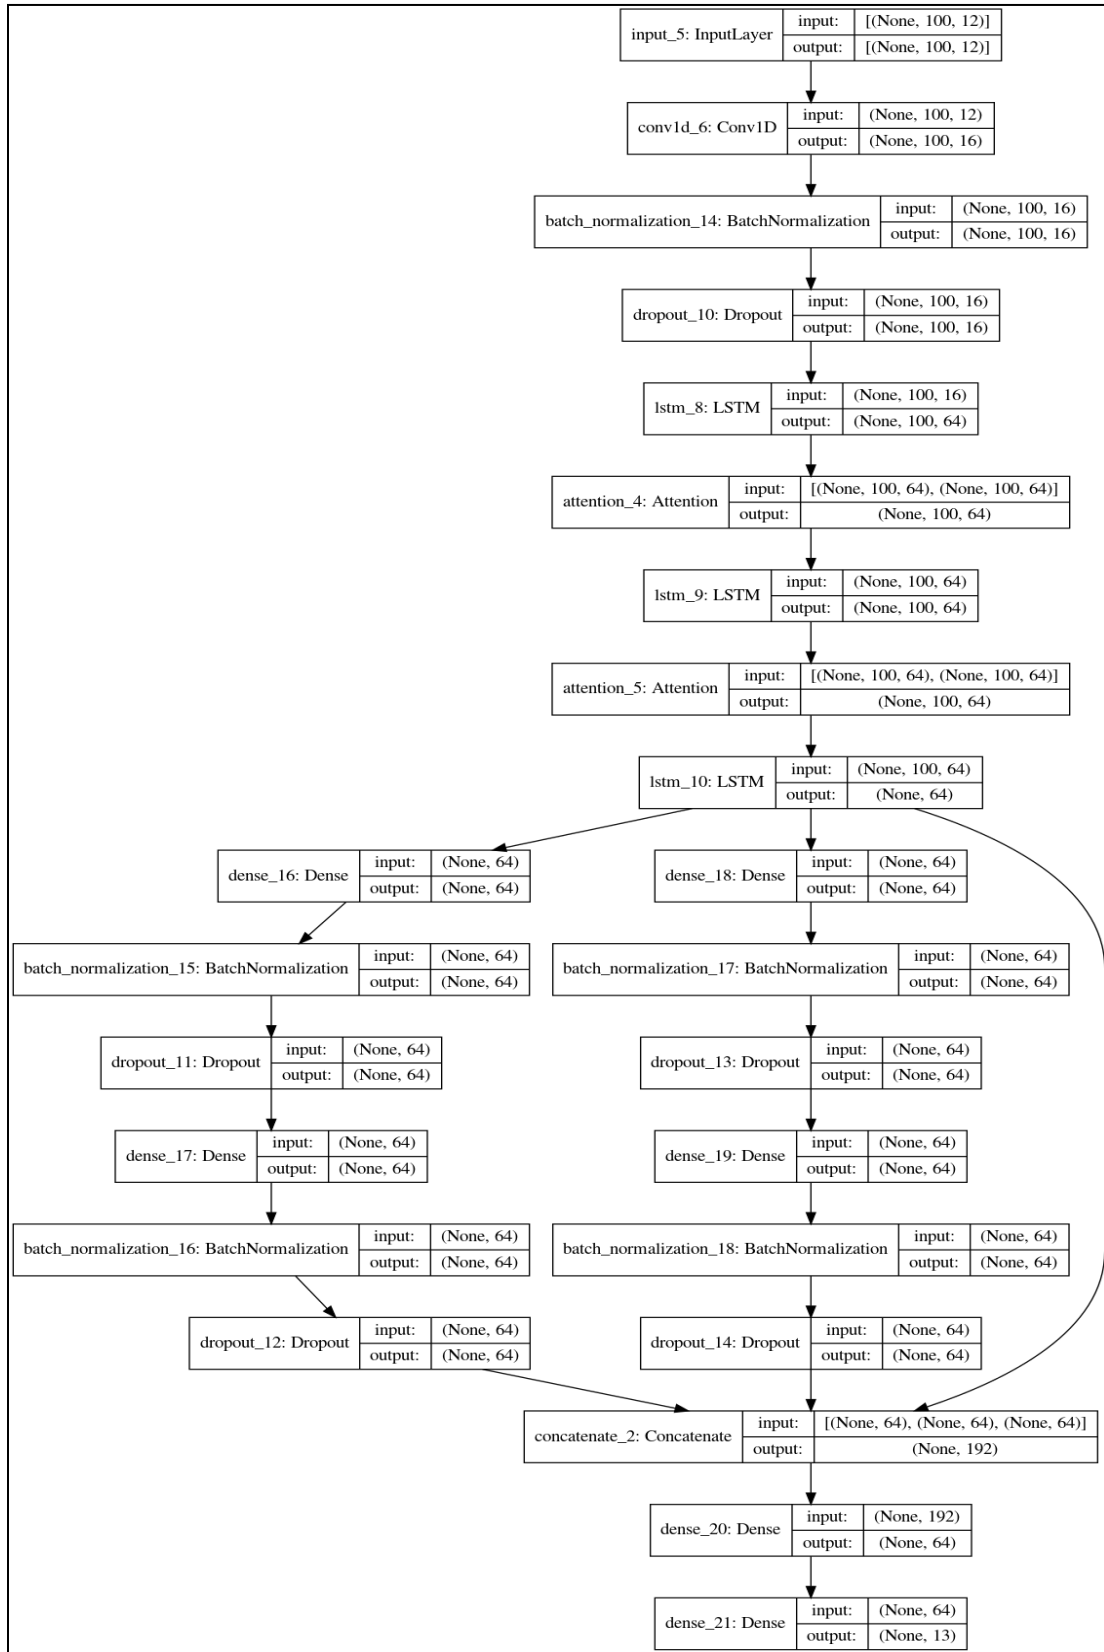 input_5: InputLayer
input: [(None, 100, 12)]
output: [(None, 100, 12)]
conv1d_6: Conv1D
input: (None, 100, 12)
output: (None, 100, 16)
batch_normalization_14: BatchNormalization
input: (None, 100, 16)
output: (None, 100, 16)
dropout_10: Dropout
input: (None, 100, 16)
output: (None, 100, 16)
lstm_8: LSTM
input: (None, 100, 16)
output: (None, 100, 64)
attention_4: Attention
input: [(None, 100, 64), (None, 100, 64)]
output: (None, 100, 64)
lstm_9: LSTM
input: (None, 100, 64)
output: (None, 100, 64)
attention_5: Attention
input: [(None, 100, 64), (None, 100, 64)]
output: (None, 100, 64)
lstm_10: LSTM
input: (None, 100, 64)
output: (None, 64)
dense_16: Dense
input: (None, 64)
output: (None, 64)
dense_18: Dense
input: (None, 64)
output: (None, 64)
batch_normalization_15: BatchNormalization
input: (None, 64)
output: (None, 64)
batch_normalization_17: BatchNormalization
input: (None, 64)
output: (None, 64)
dropout_11: Dropout
input: (None, 64)
output: (None, 64)
dropout_13: Dropout
input: (None, 64)
output: (None, 64)
dense_17: Dense
input: (None, 64)
output: (None, 64)
dense_19: Dense
input: (None, 64)
output: (None, 64)
batch_normalization_16: BatchNormalization
input: (None, 64)
output: (None, 64)
batch_normalization_18: BatchNormalization
input: (None, 64)
output: (None, 64)
dropout_12: Dropout
input: (None, 64)
output: (None, 64)
dropout_14: Dropout
input: (None, 64)
output: (None, 64)
concatenate_2: Concatenate
input: [(None, 64), (None, 64), (None, 64)]
output: (None, 192)
dense_20: Dense
input: (None, 192)
output: (None, 64)
dense_21: Dense
input: (None, 64)
output: (None, 13)